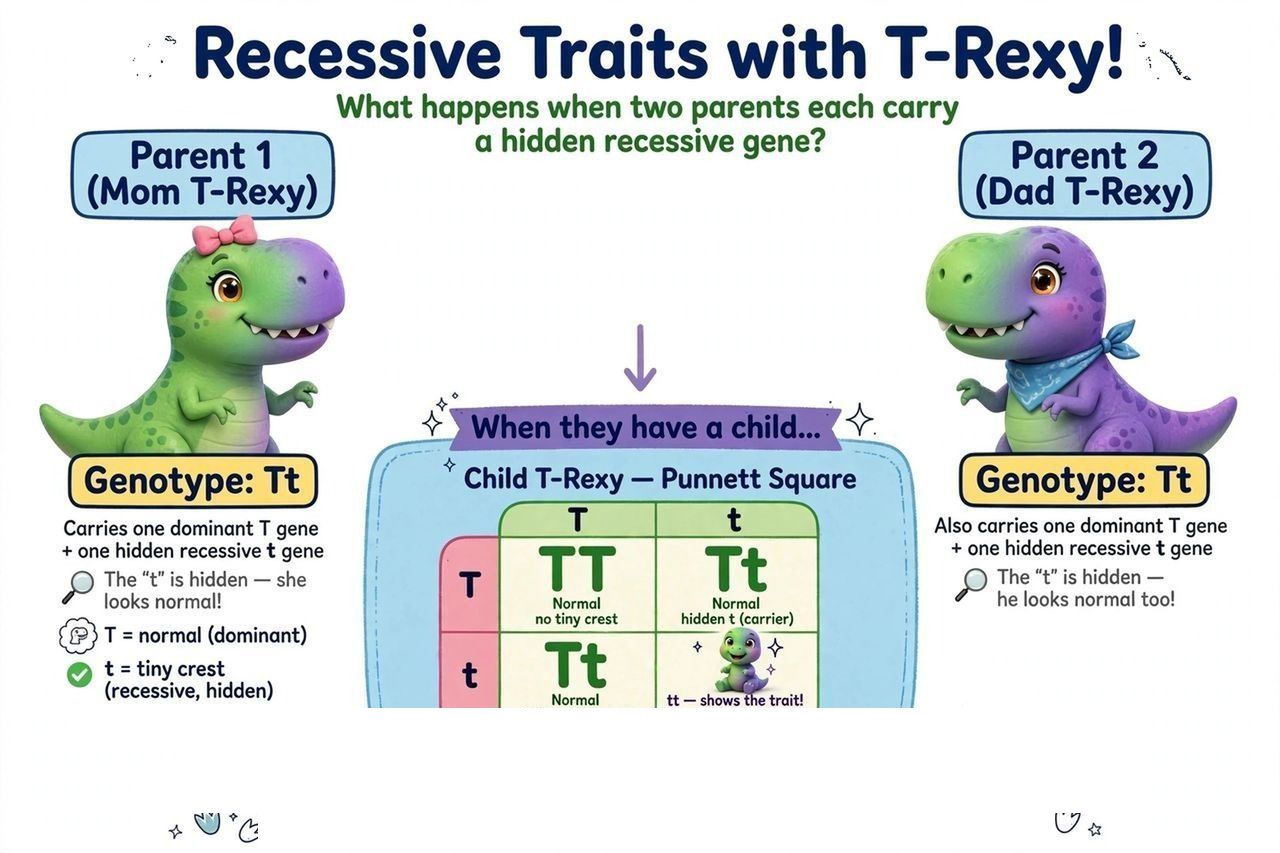 Recessive Traits with T-Rexy!
What happens when two parents each carry
a hidden recessive gene?
Parent 1
(Mom T-Rexy)
Parent 2
(Dad T-Rexy)
Genotype: Tt
Carries one dominant T gene
+ one hidden recessive t gene
The “t” is hidden — she
looks normal!
T = normal (dominant)
t = tiny crest
(recessive, hidden)
When they have a child...
Child T-Rexy — Punnett Square
T
t
T
TT
Normal
no tiny crest
Tt
Normal
hidden t (carrier)
t
Tt
Normal
tt — shows the trait!
Genotype: Tt
Also carries one dominant T gene
+ one hidden recessive t gene
The “t” is hidden —
he looks normal too!